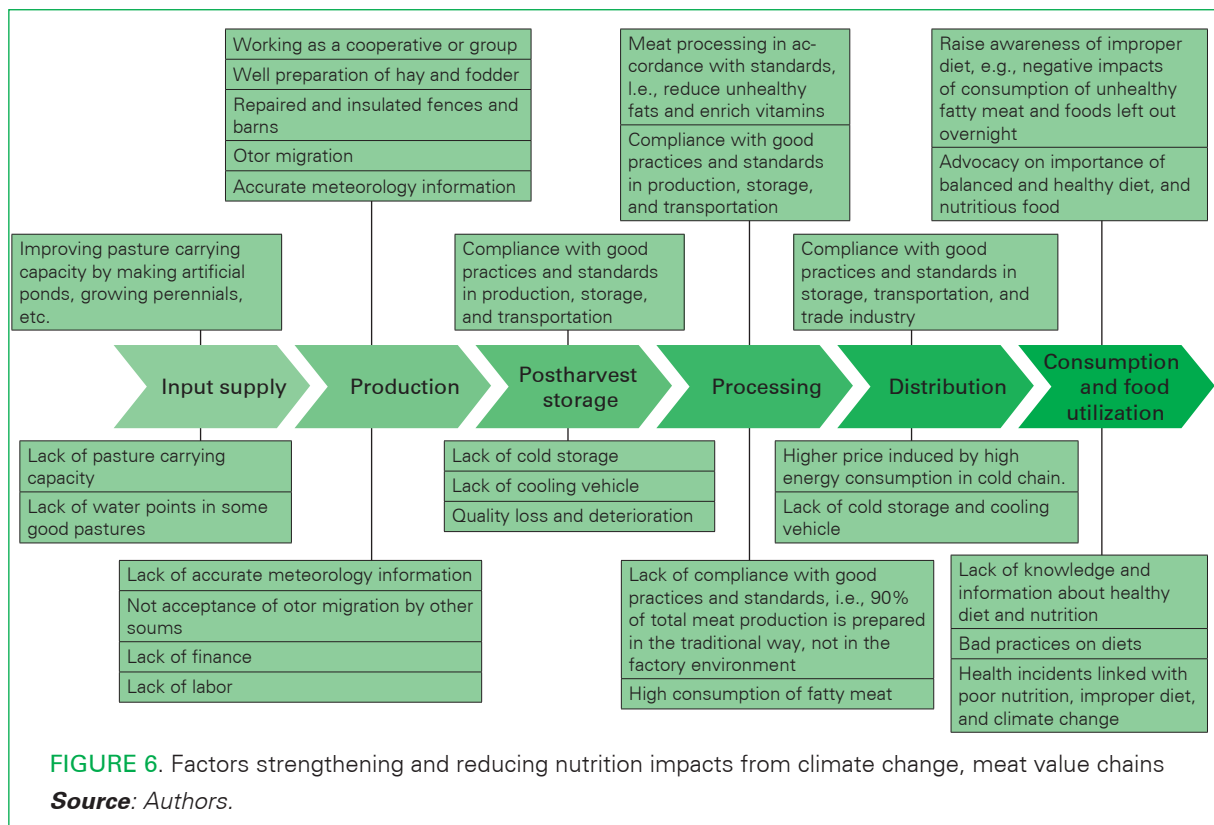 Working as a cooperative or group
Well preparation of hay and fodder
Repaired and insulated fences and
barns
Otor migration
Accurate meteorology information
Meat processing in ac-
cordance with standards,
I.e., reduce unhealthy
fats and enrich vitamins
Compliance with good
practices and standards
in production, storage,
and transportation
Raise awareness of improper
diet, e.g., negative impacts
of consumption of unhealthy
fatty meat and foods left out
overnight
Advocacy on importance of
balanced and healthy diet, and
nutritious food
Improving pasture carrying
capacity by making artificial
ponds, growing perennials,
etc.
Compliance with good
practices and standards
in production, storage,
and transportation
Compliance with good
practices and standards in
storage, transportation, and
trade industry
Input supply
Production
Postharvest
storage
Processing
Distribution
Consumption
and food
utilization
Lack of pasture carrying
capacity
Lack of water points in some
good pastures
Lack of cold storage
Lack of cooling vehicle
Quality loss and deterioration
Higher price induced by high
energy consumption in cold chain.
Lack of cold storage and cooling
vehicle
Lack of accurate meteorology information
Not acceptance of otor migration by other
soums
Lack of finance
Lack of labor
Lack of compliance with good
practices and standards, i.e., 90%
of total meat production is prepared
in the traditional way, not in the
factory environment
High consumption of fatty meat
Lack of knowledge and
information about healthy
diet and nutrition
Bad practices on diets
Health incidents linked with
poor nutrition, improper diet,
and climate change
FIGURE 6. Factors strengthening and reducing nutrition impacts from climate change, meat value chains
Source: Authors.